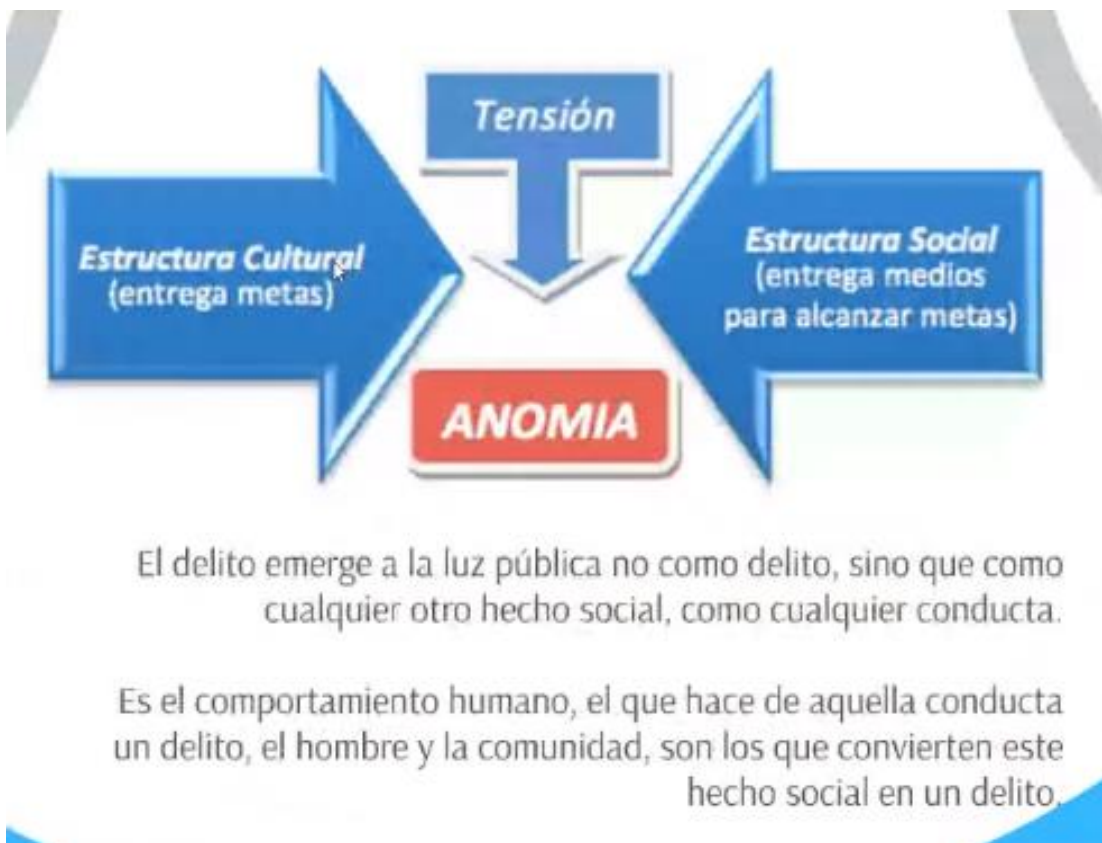 Tensión
Estructura Cultural
(entrega metas)
Estructura Social
(entrega medios
para alcanzar metas)
ANOMIA
El delito emerge a la luz pública no como delito, sino que como
cualquier otro hecho social, como cualquier conducta.
Es el comportamiento humano, el que hace de aquella conducta
un delito, el hombre y la comunidad, son los que convierten este
hecho social en un delito.